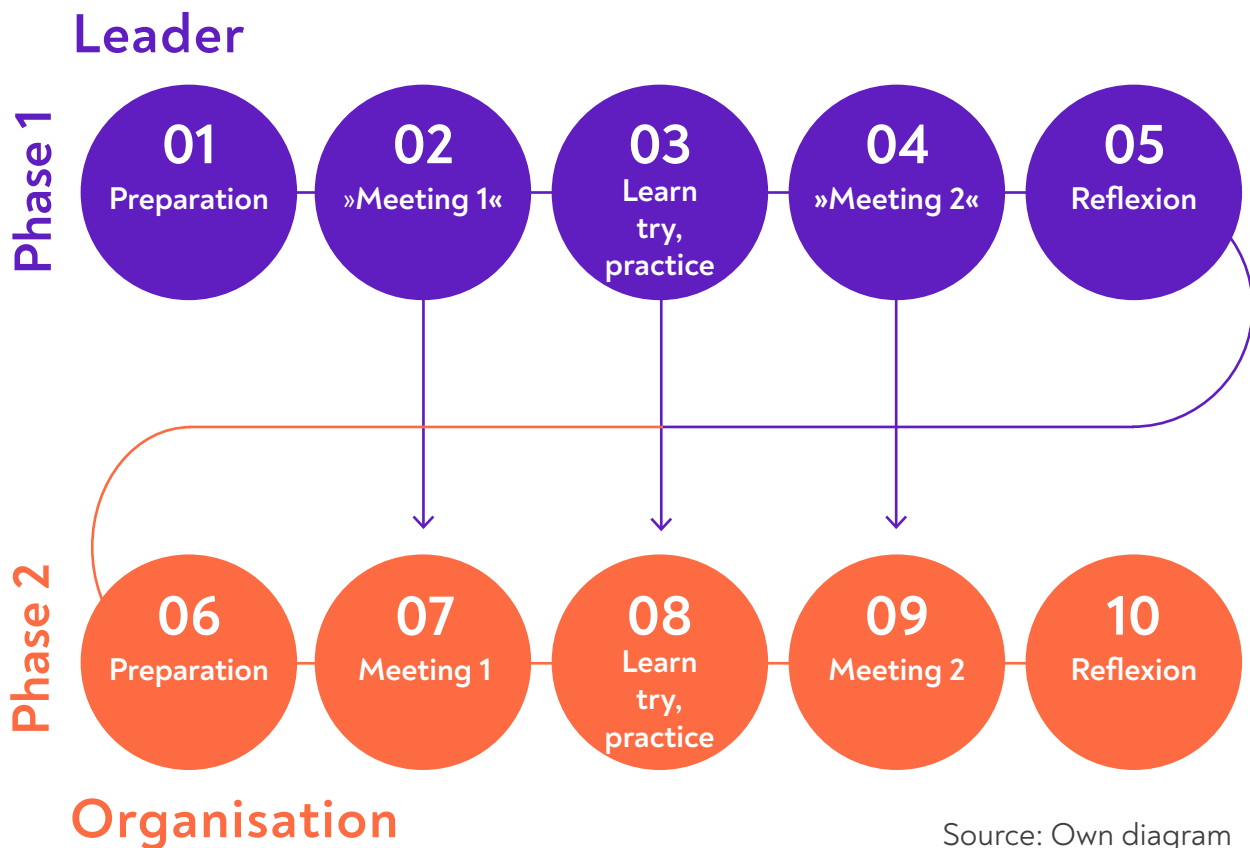 Leader
Phase 1
01
Preparation
02
»Meeting 1«
03
Learn
try,
practice
04
»Meeting 2«
05
Reflexion
Phase 2
06
Preparation
07
Meeting 1
08
Learn
try,
practice
09
Meeting 2
10
Reflexion
Organisation
Source: Own diagram